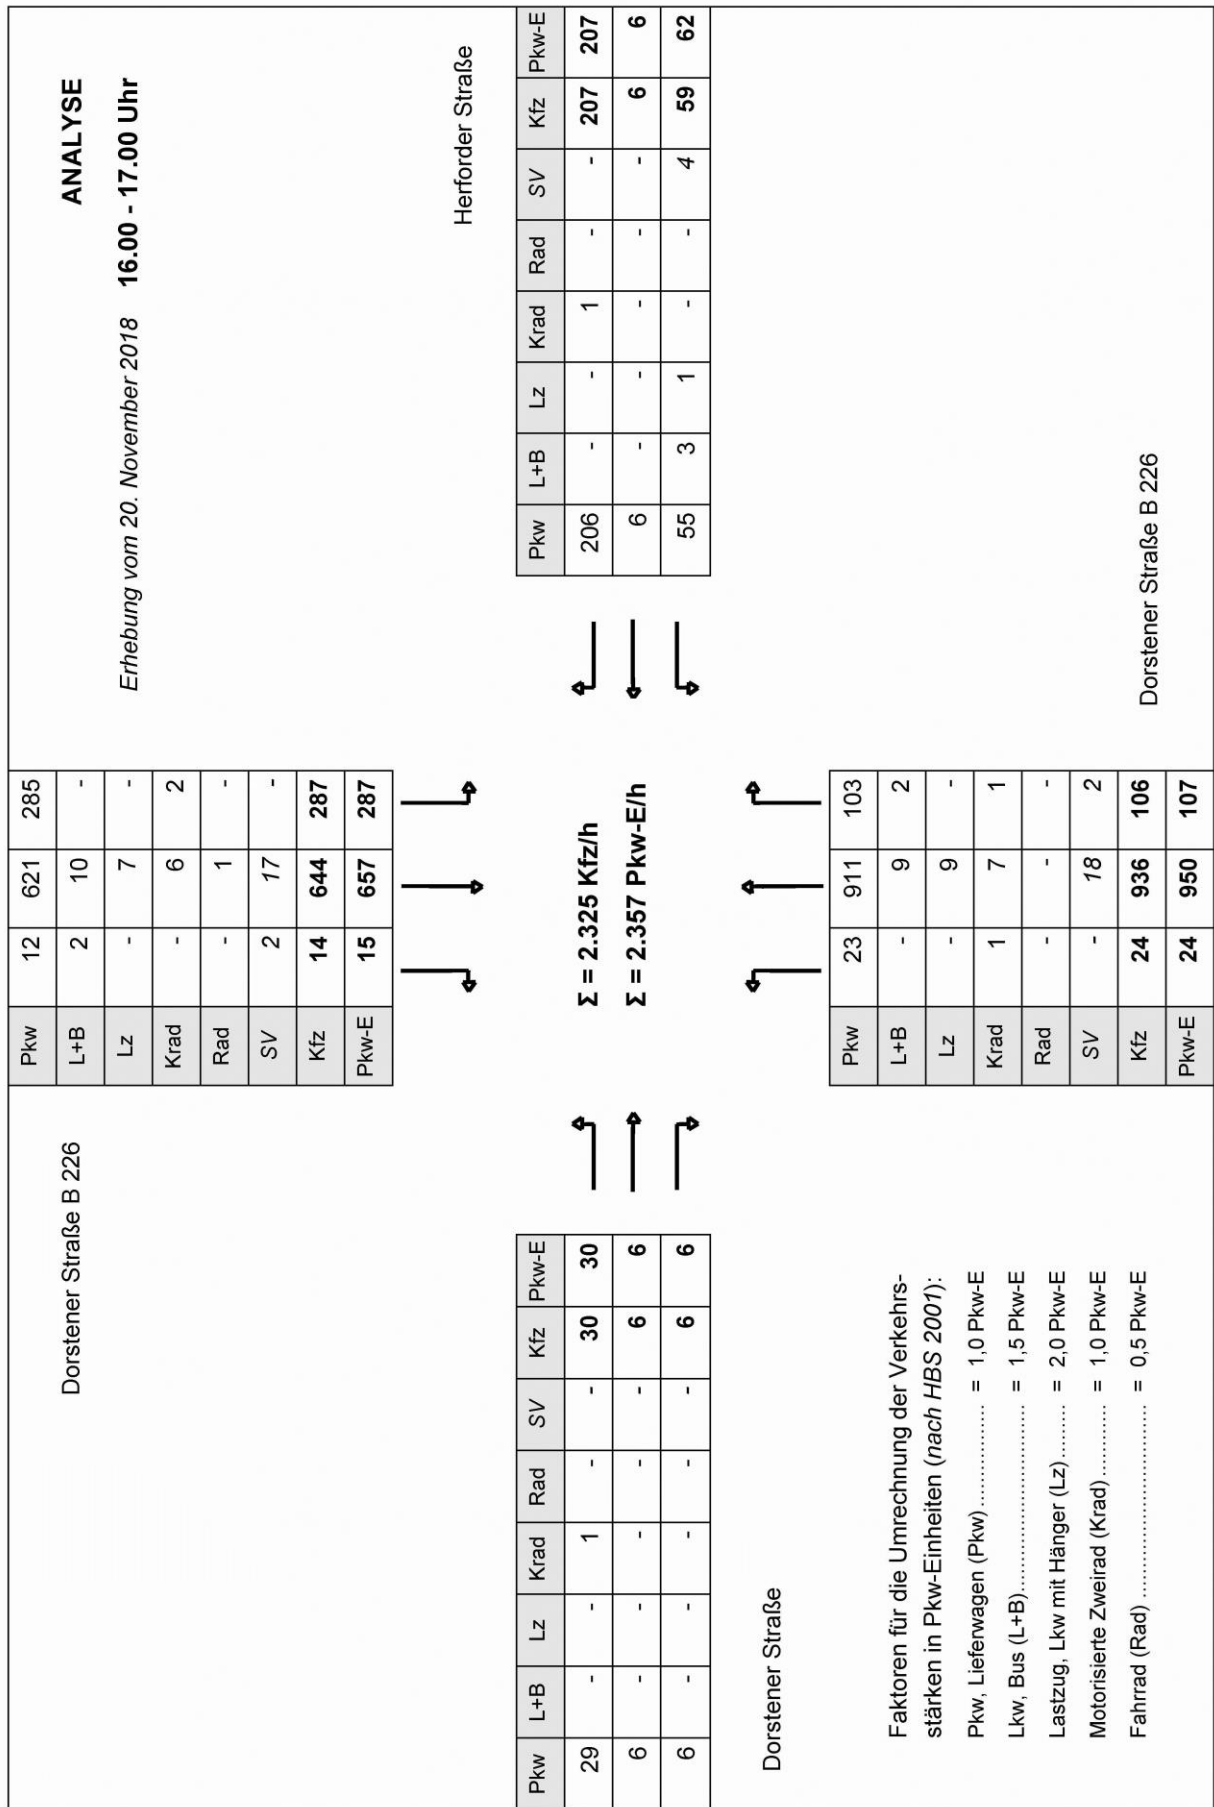 ANALYSE
Erhebung vom 20. November 2018 16.00 - 17.00 Uhr
Dorstener Straße B 226
Pkw 12 621 285
L+B 2 10 -
Lz - 7 -
Krad - 6 2
Rad - 1 -
SV 2 17 -
Kfz 14 644 287
Pkw-E 15 657 287
Herforder Straße
Pkw L+B Lz Krad Rad SV Kfz Pkw-E
206 - - 1 - - 207 207
6 - - - - - 6 6
55 3 1 - - 4 59 62
Σ = 2.325 Kfz/h
Σ = 2.357 Pkw-E/h
Pkw L+B Lz Krad Rad SV Kfz Pkw-E
29 - - 1 - - 30 30
6 - - - - - 6 6
6 - - - - - 6 6
Dorstener Straße
Pkw 23 911 103
L+B - 9 2
Lz - 9 -
Krad 1 7 1
Rad - - -
SV - 18 2
Kfz 24 936 106
Pkw-E 24 950 107
Dorstener Straße B 226
Faktoren für die Umrechnung der Verkehrs-
stärken in Pkw-Einheiten (nach HBS 2001):
Pkw, Lieferwagen (Pkw)................... = 1,0 Pkw-E
Lkw, Bus (L+B)................................ = 1,5 Pkw-E
Lastzug, Lkw mit Hänger (Lz).......... = 2,0 Pkw-E
Motorisierte Zweirad (Krad)............. = 1,0 Pkw-E
Fahrrad (Rad) ................................. = 0,5 Pkw-E